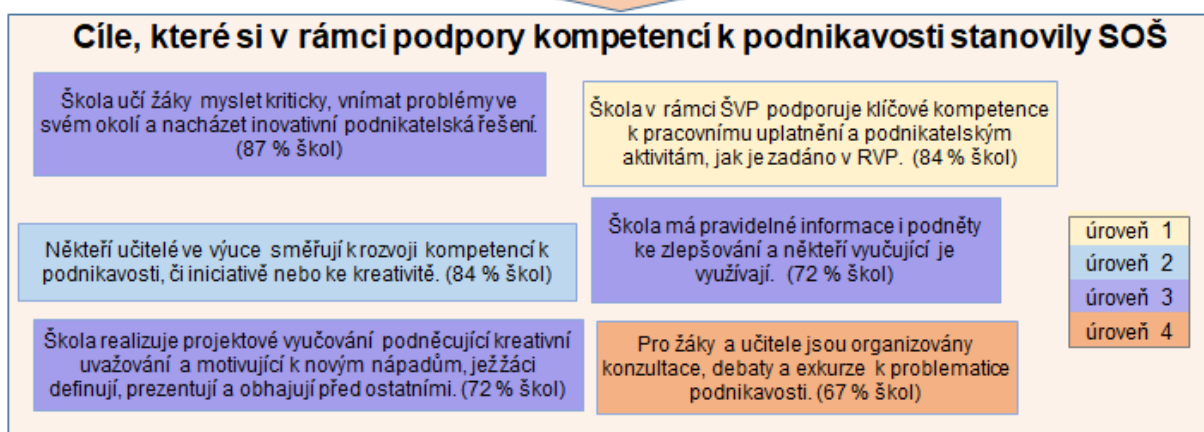 Cíle, které si v rámci podpory kompetencí k podnikavosti stanovily SOŠ
Škola učí žáky myslet kriticky, vnímat problémy ve
svém okolí a nacházet inovativní podnikatelská řešení.
(87 % škol)
Škola v rámci ŠVP podporuje klíčové kompetence
k pracovnímu uplatnění a podnikatelským
aktivitám, jak je zadáno v RVP. (84 % škol)
Někteří učitelé ve výuce směřují k rozvoji kompetencí k
podnikavosti, či iniciativě nebo ke kreativitě. (84 % škol)
Škola má pravidelné informace i podněty
ke zlepšování a někteří vyučující je
využívají. (72 % škol)
Škola realizuje projektové vyučování podněcující kreativní
uvažování a motivující k novým nápadům, jež žáci
definují, prezentují a obhajují před ostatními. (72 % škol)
Pro žáky a učitele jsou organizovány
konzultace, debaty a exkurze k problematice
podnikavosti. (67 % škol)
úroveň 1
úroveň 2
úroveň 3
úroveň 4